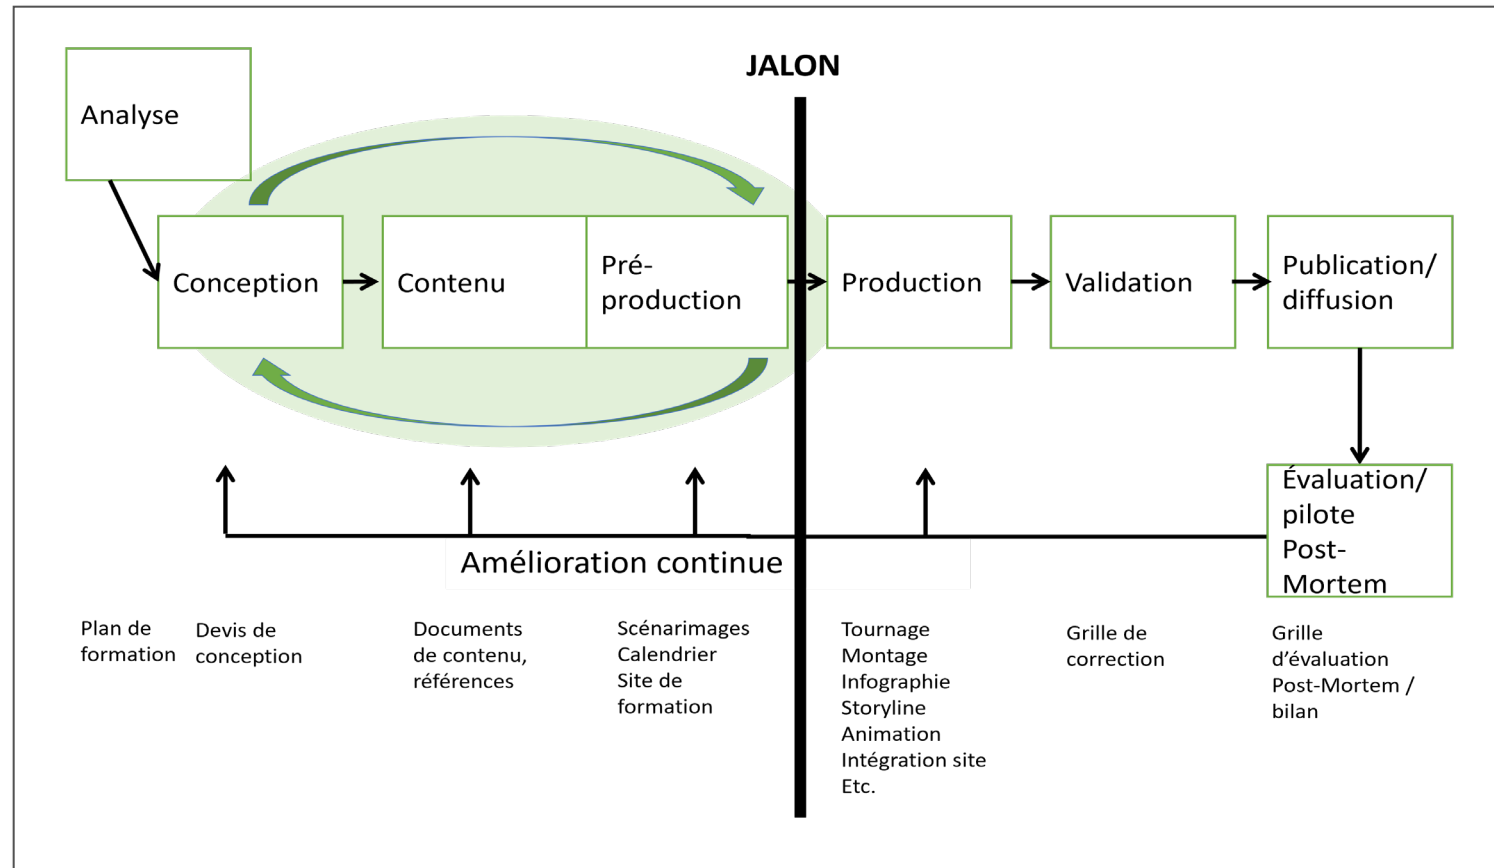 JALON
Analyse
Conception
Contenu
Pré-
production
Production
Validation
Publication/
diffusion
Évaluation/
pilote
Post-
Mortem
Amélioration continue
Plan de
formation
Devis de
conception
Documents
de contenu,
références
Scénarimages
Calendrier
Site de
formation
Tournage
Montage
Infographie
Storyline
Animation
Intégration site
Etc.
Grille de
correction
Grille
d’évaluation
Post-Mortem /
bilan